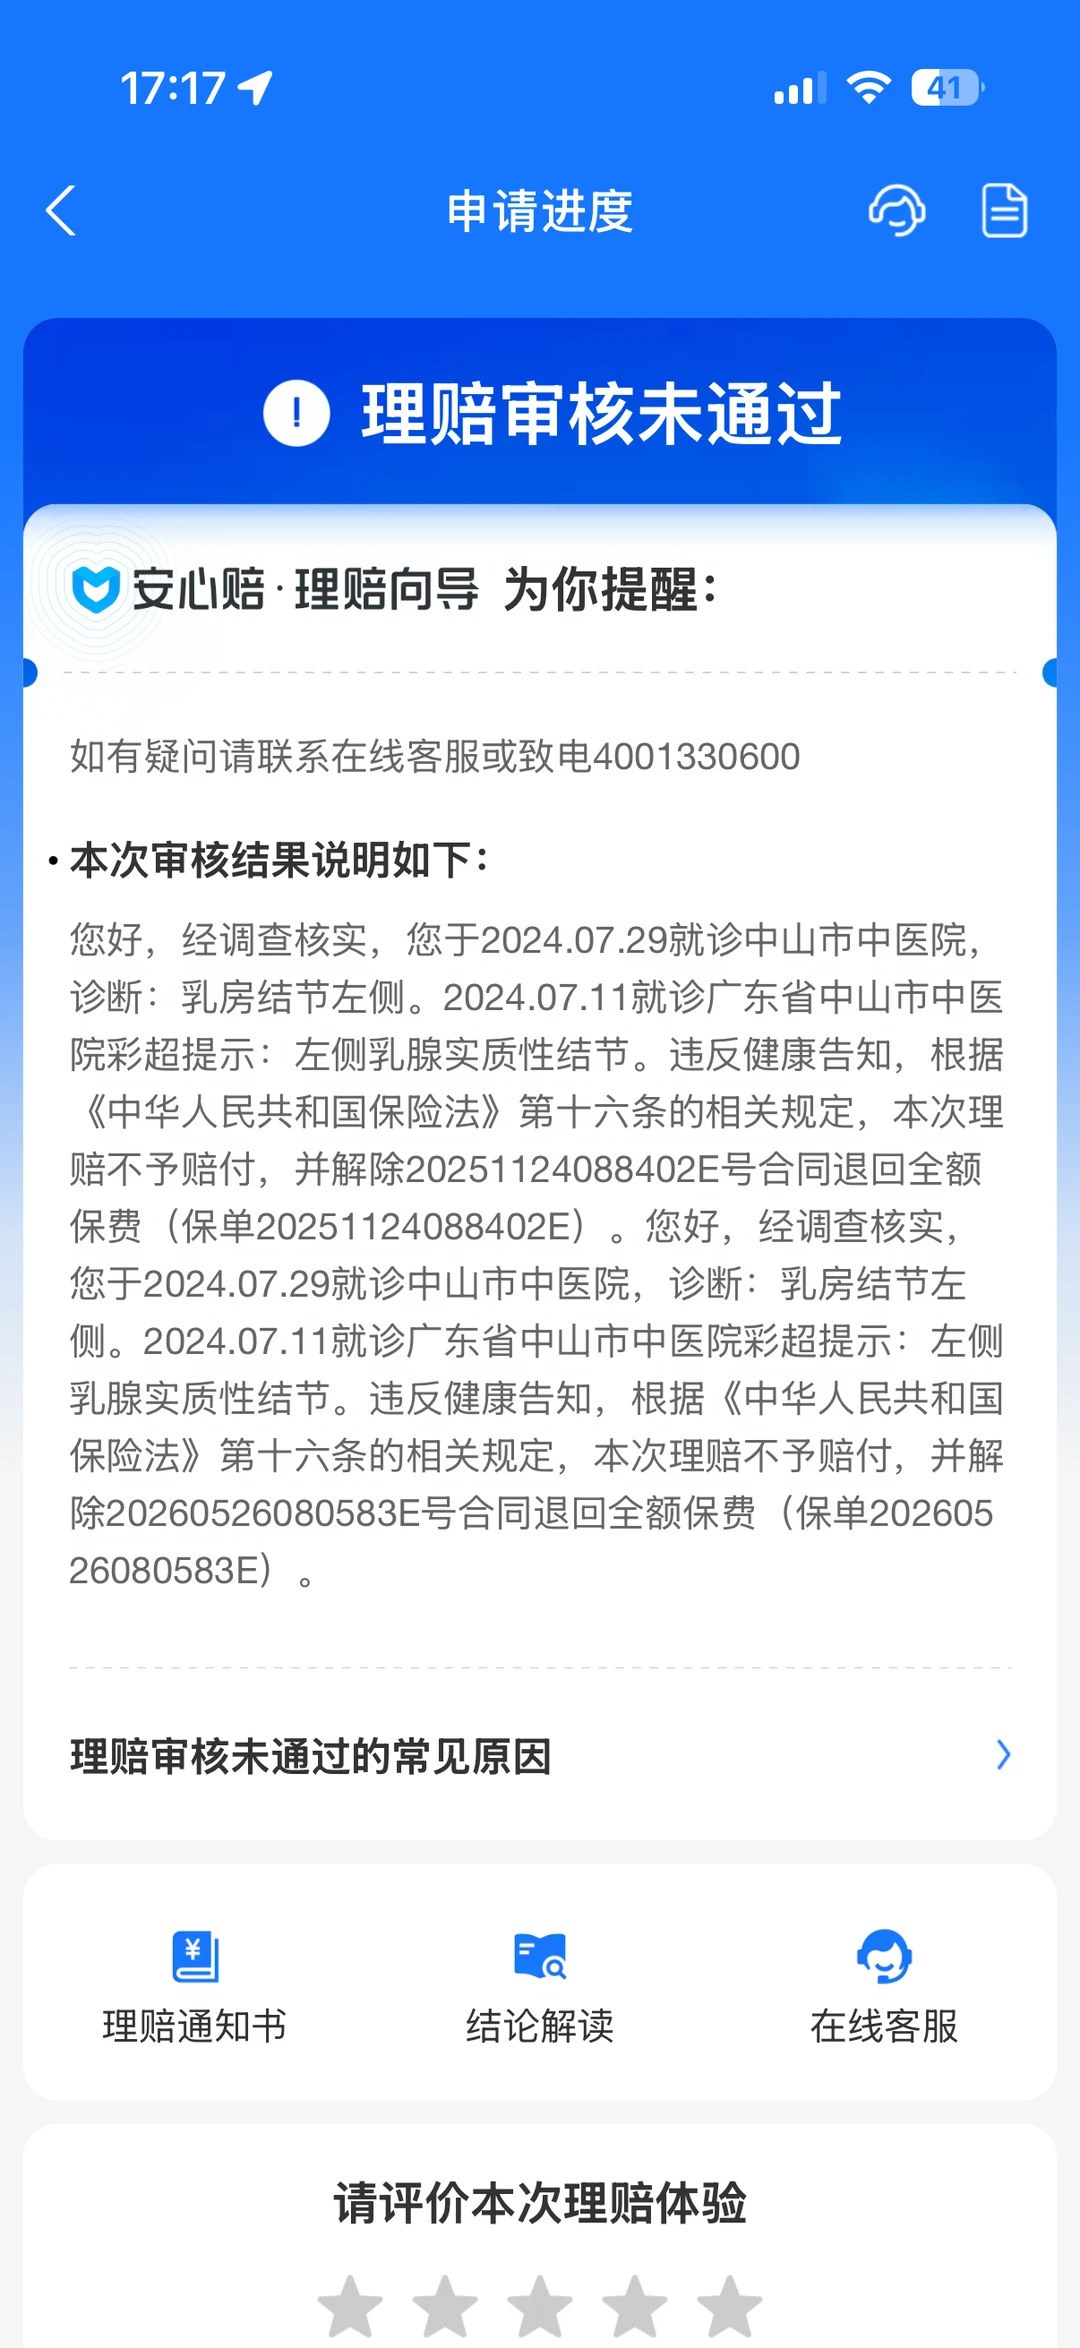 17:17
41
申请进度
! 理赔审核未通过
安心赔·理赔向导 为你提醒：
如有疑问请联系在线客服或致电4001330600
·本次审核结果说明如下：
您好，经调查核实，您于2024.07.29就诊中山市中医院，
诊断：乳房结节左侧。2024.07.11就诊广东省中山市中医
院彩超提示：左侧乳腺实质性结节。违反健康告知，根据
《中华人民共和国保险法》第十六条的相关规定，本次理
赔不予赔付，并解除20251124088402E号合同退回全额
保费（保单20251124088402E）。您好，经调查核实，
您于2024.07.29就诊中山市中医院，诊断：乳房结节左
侧。2024.07.11就诊广东省中山市中医院彩超提示：左侧
乳腺实质性结节。违反健康告知，根据《中华人民共和国
保险法》第十六条的相关规定，本次理赔不予赔付，并解
除20260526080583E号合同退回全额保费（保单202605
26080583E）。
理赔审核未通过的常见原因
理赔通知书 结论解读 在线客服
请评价本次理赔体验